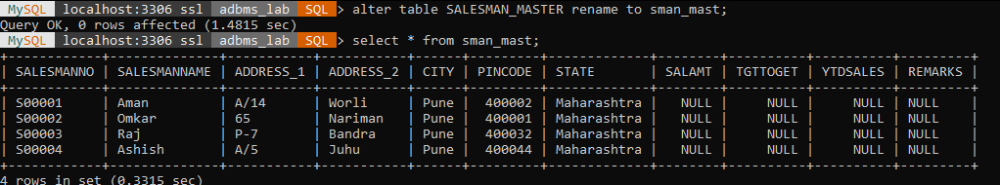 MySQL localhost:3306 ssl adbms_lab SQL > alter table SALESMAN_MASTER rename to sman_mast;
Query OK, 0 rows affected (1.4815 sec)
MySQL localhost:3306 ssl adbms_lab SQL > select * from sman_mast;
+------------+--------------+-----------+-----------+------+---------+-------------+--------+----------+----------+---------+
| SALESMANNO | SALESMANNAME | ADDRESS_1 | ADDRESS_2 | CITY | PINCODE | STATE       | SALAMT | TGTTOGET | YTDSALES | REMARKS |
+------------+--------------+-----------+-----------+------+---------+-------------+--------+----------+----------+---------+
| S00001     | Aman         | A/14      | Worli     | Pune |  400002 | Maharashtra |   NULL |     NULL |     NULL | NULL    |
| S00002     | Omkar        | 65        | Nariman   | Pune |  400001 | Maharashtra |   NULL |     NULL |     NULL | NULL    |
| S00003     | Raj          | P-7       | Bandra    | Pune |  400032 | Maharashtra |   NULL |     NULL |     NULL | NULL    |
| S00004     | Ashish       | A/5       | Juhu      | Pune |  400044 | Maharashtra |   NULL |     NULL |     NULL | NULL    |
+------------+--------------+-----------+-----------+------+---------+-------------+--------+----------+----------+---------+
4 rows in set (0.3315 sec)